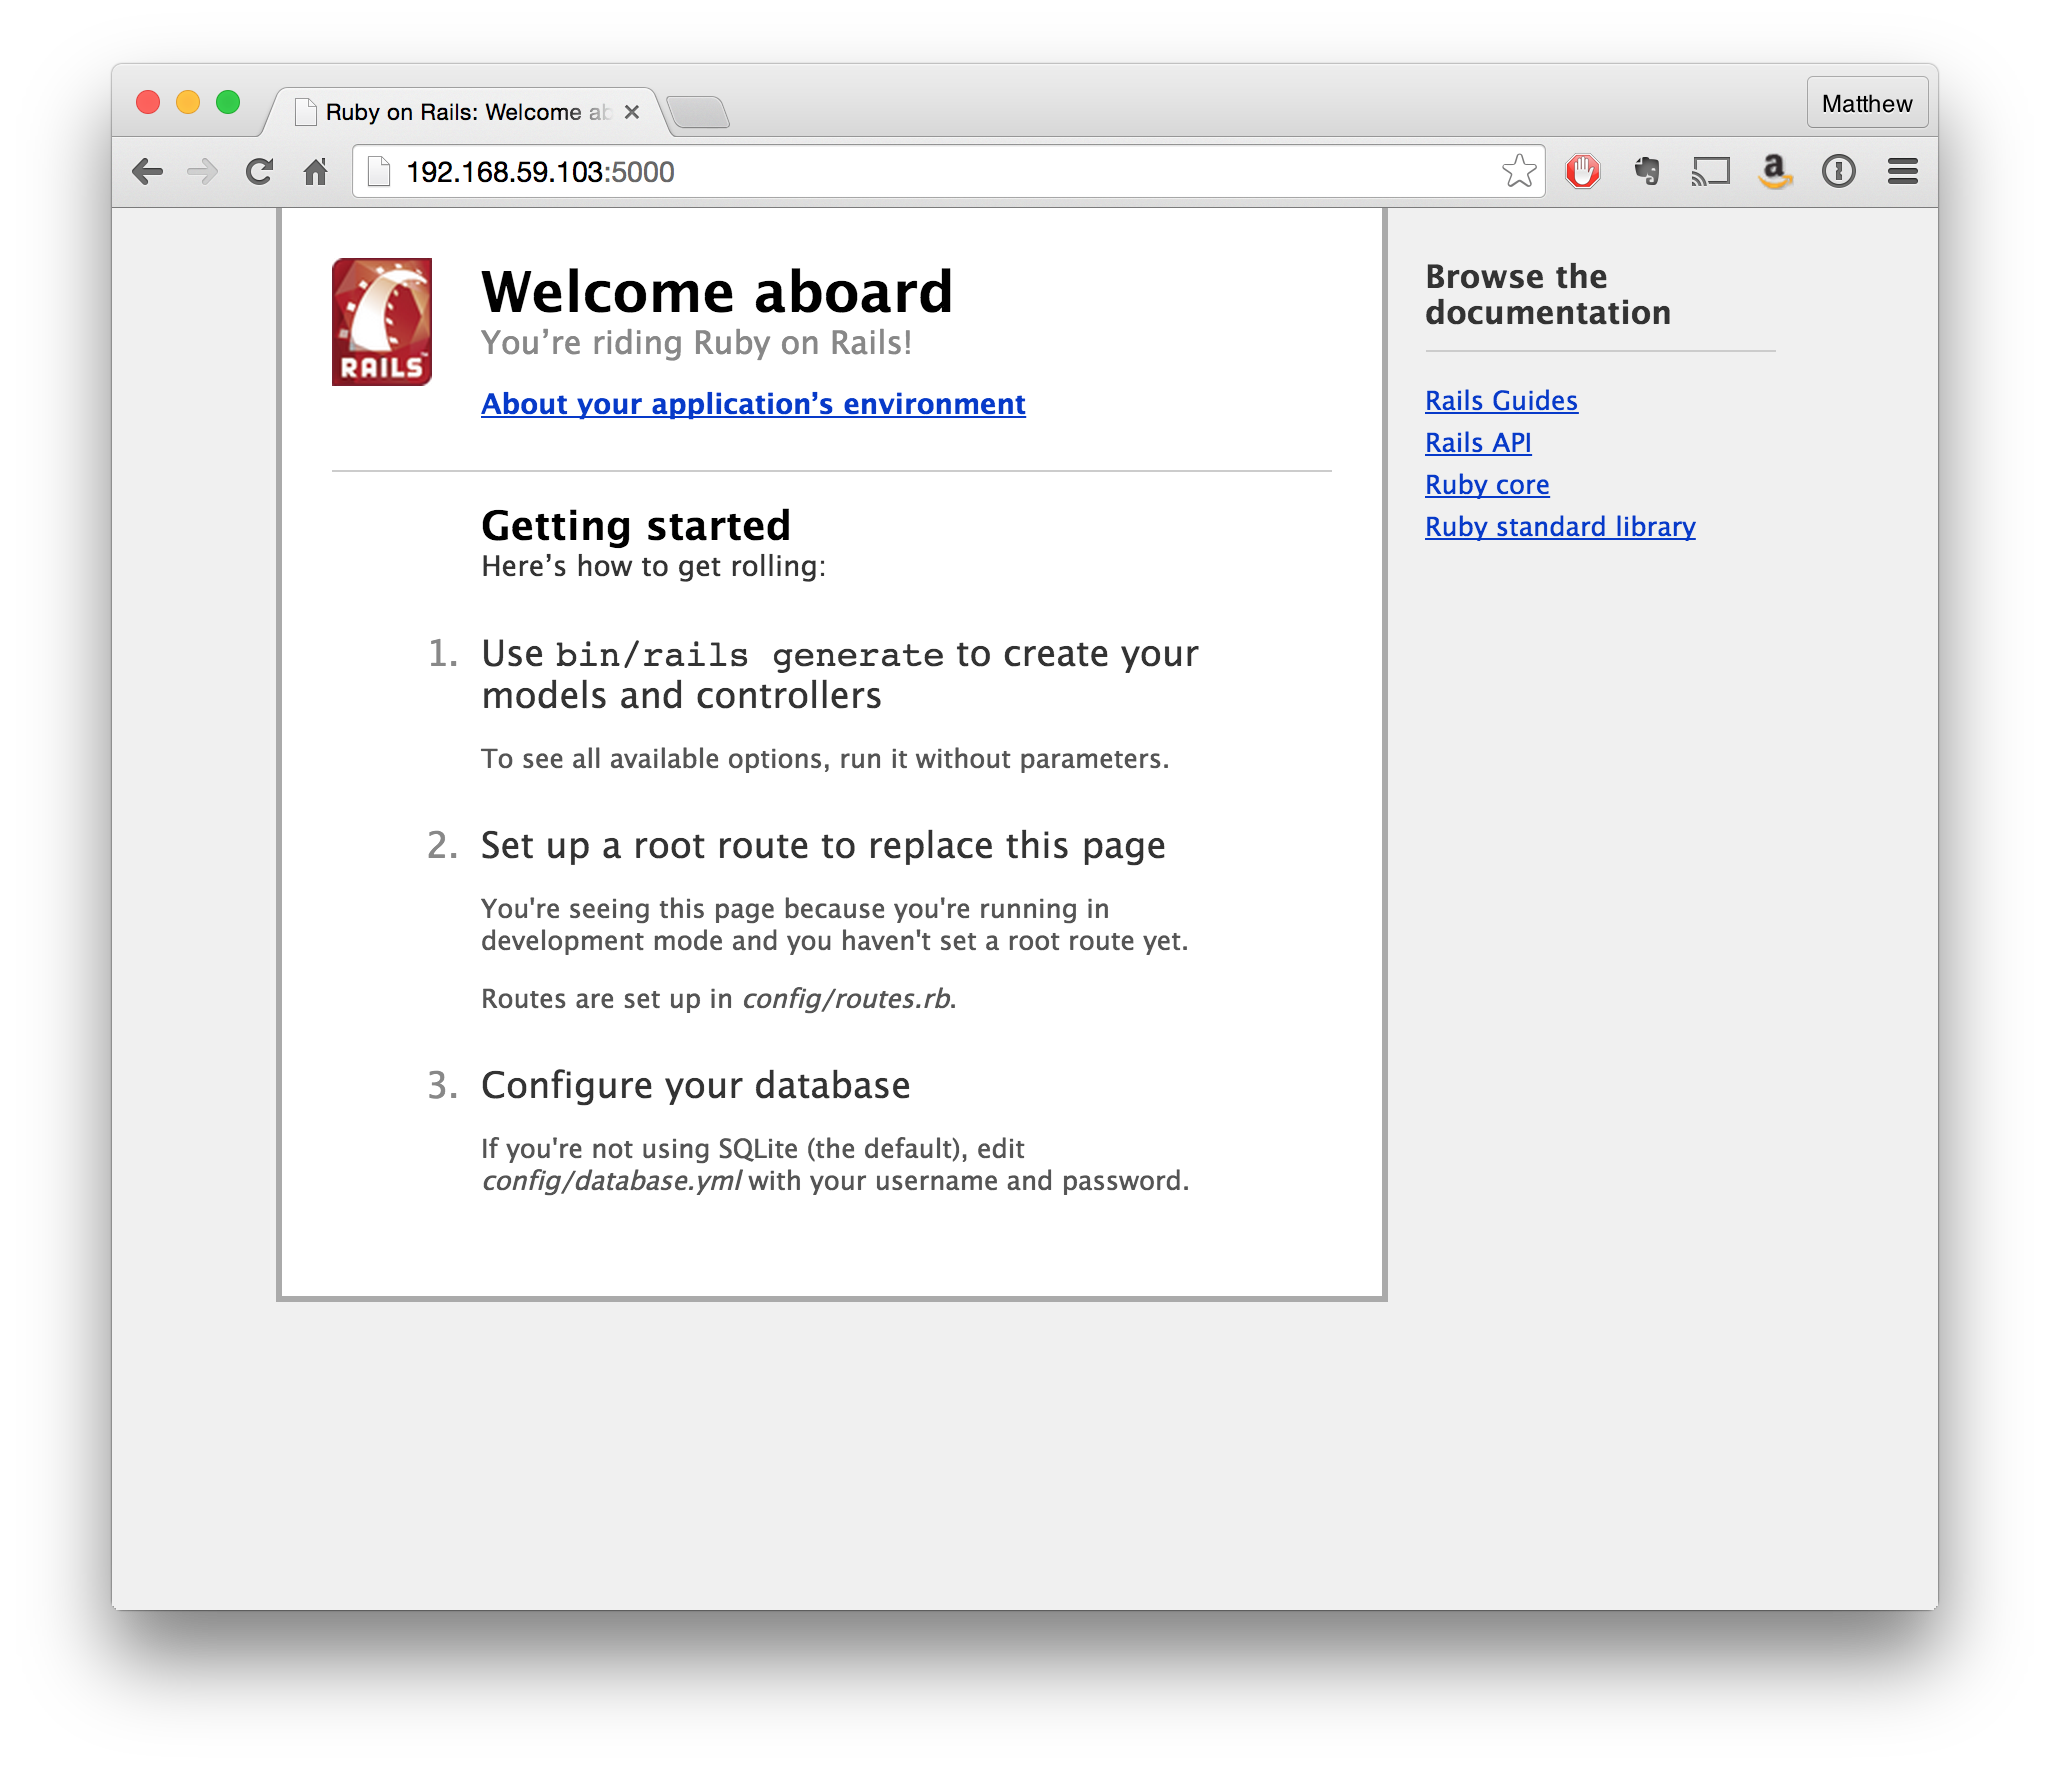 Ruby on Rails: Welcome ab
Matthew
192.168.59.103:5000
RAILS™
Welcome aboard
You’re riding Ruby on Rails!
About your application’s environment
Getting started
Here’s how to get rolling:
1. Use bin/rails generate to create your
models and controllers
To see all available options, run it without parameters.
2. Set up a root route to replace this page
You're seeing this page because you're running in
development mode and you haven't set a root route yet.
Routes are set up in config/routes.rb.
3. Configure your database
If you're not using SQLite (the default), edit
config/database.yml with your username and password.
Browse the
documentation
Rails Guides
Rails API
Ruby core
Ruby standard library